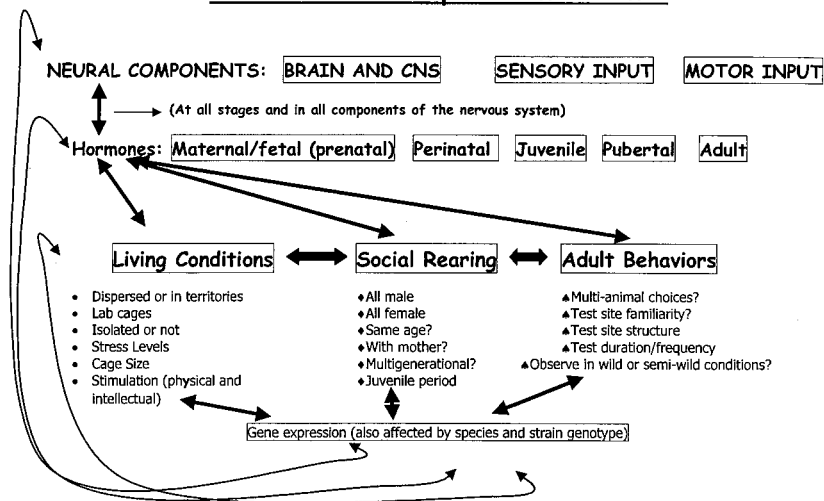 NEURAL COMPONENTS: BRAIN AND CNS SENSORY INPUT MOTOR INPUT
(At all stages and in all components of the nervous system)
Hormones: Maternal/fetal (prenatal) Perinatal Juvenile Pubertal Adult
Living Conditions Social Rearing Adult Behaviors
• Dispersed or in territories
• Lab cages
• Isolated or not
• Stress Levels
• Cage Size
• Stimulation (physical and
intellectual)
♦All male
♦All female
♦Same age?
♦With mother?
♦Multigenerational?
♦Juvenile period
♠Multi-animal choices?
♠Test site familiarity?
♠Test site structure
♠Test duration/frequency
♠Observe in wild or semi-wild conditions?
Gene expression (also affected by species and strain genotype)